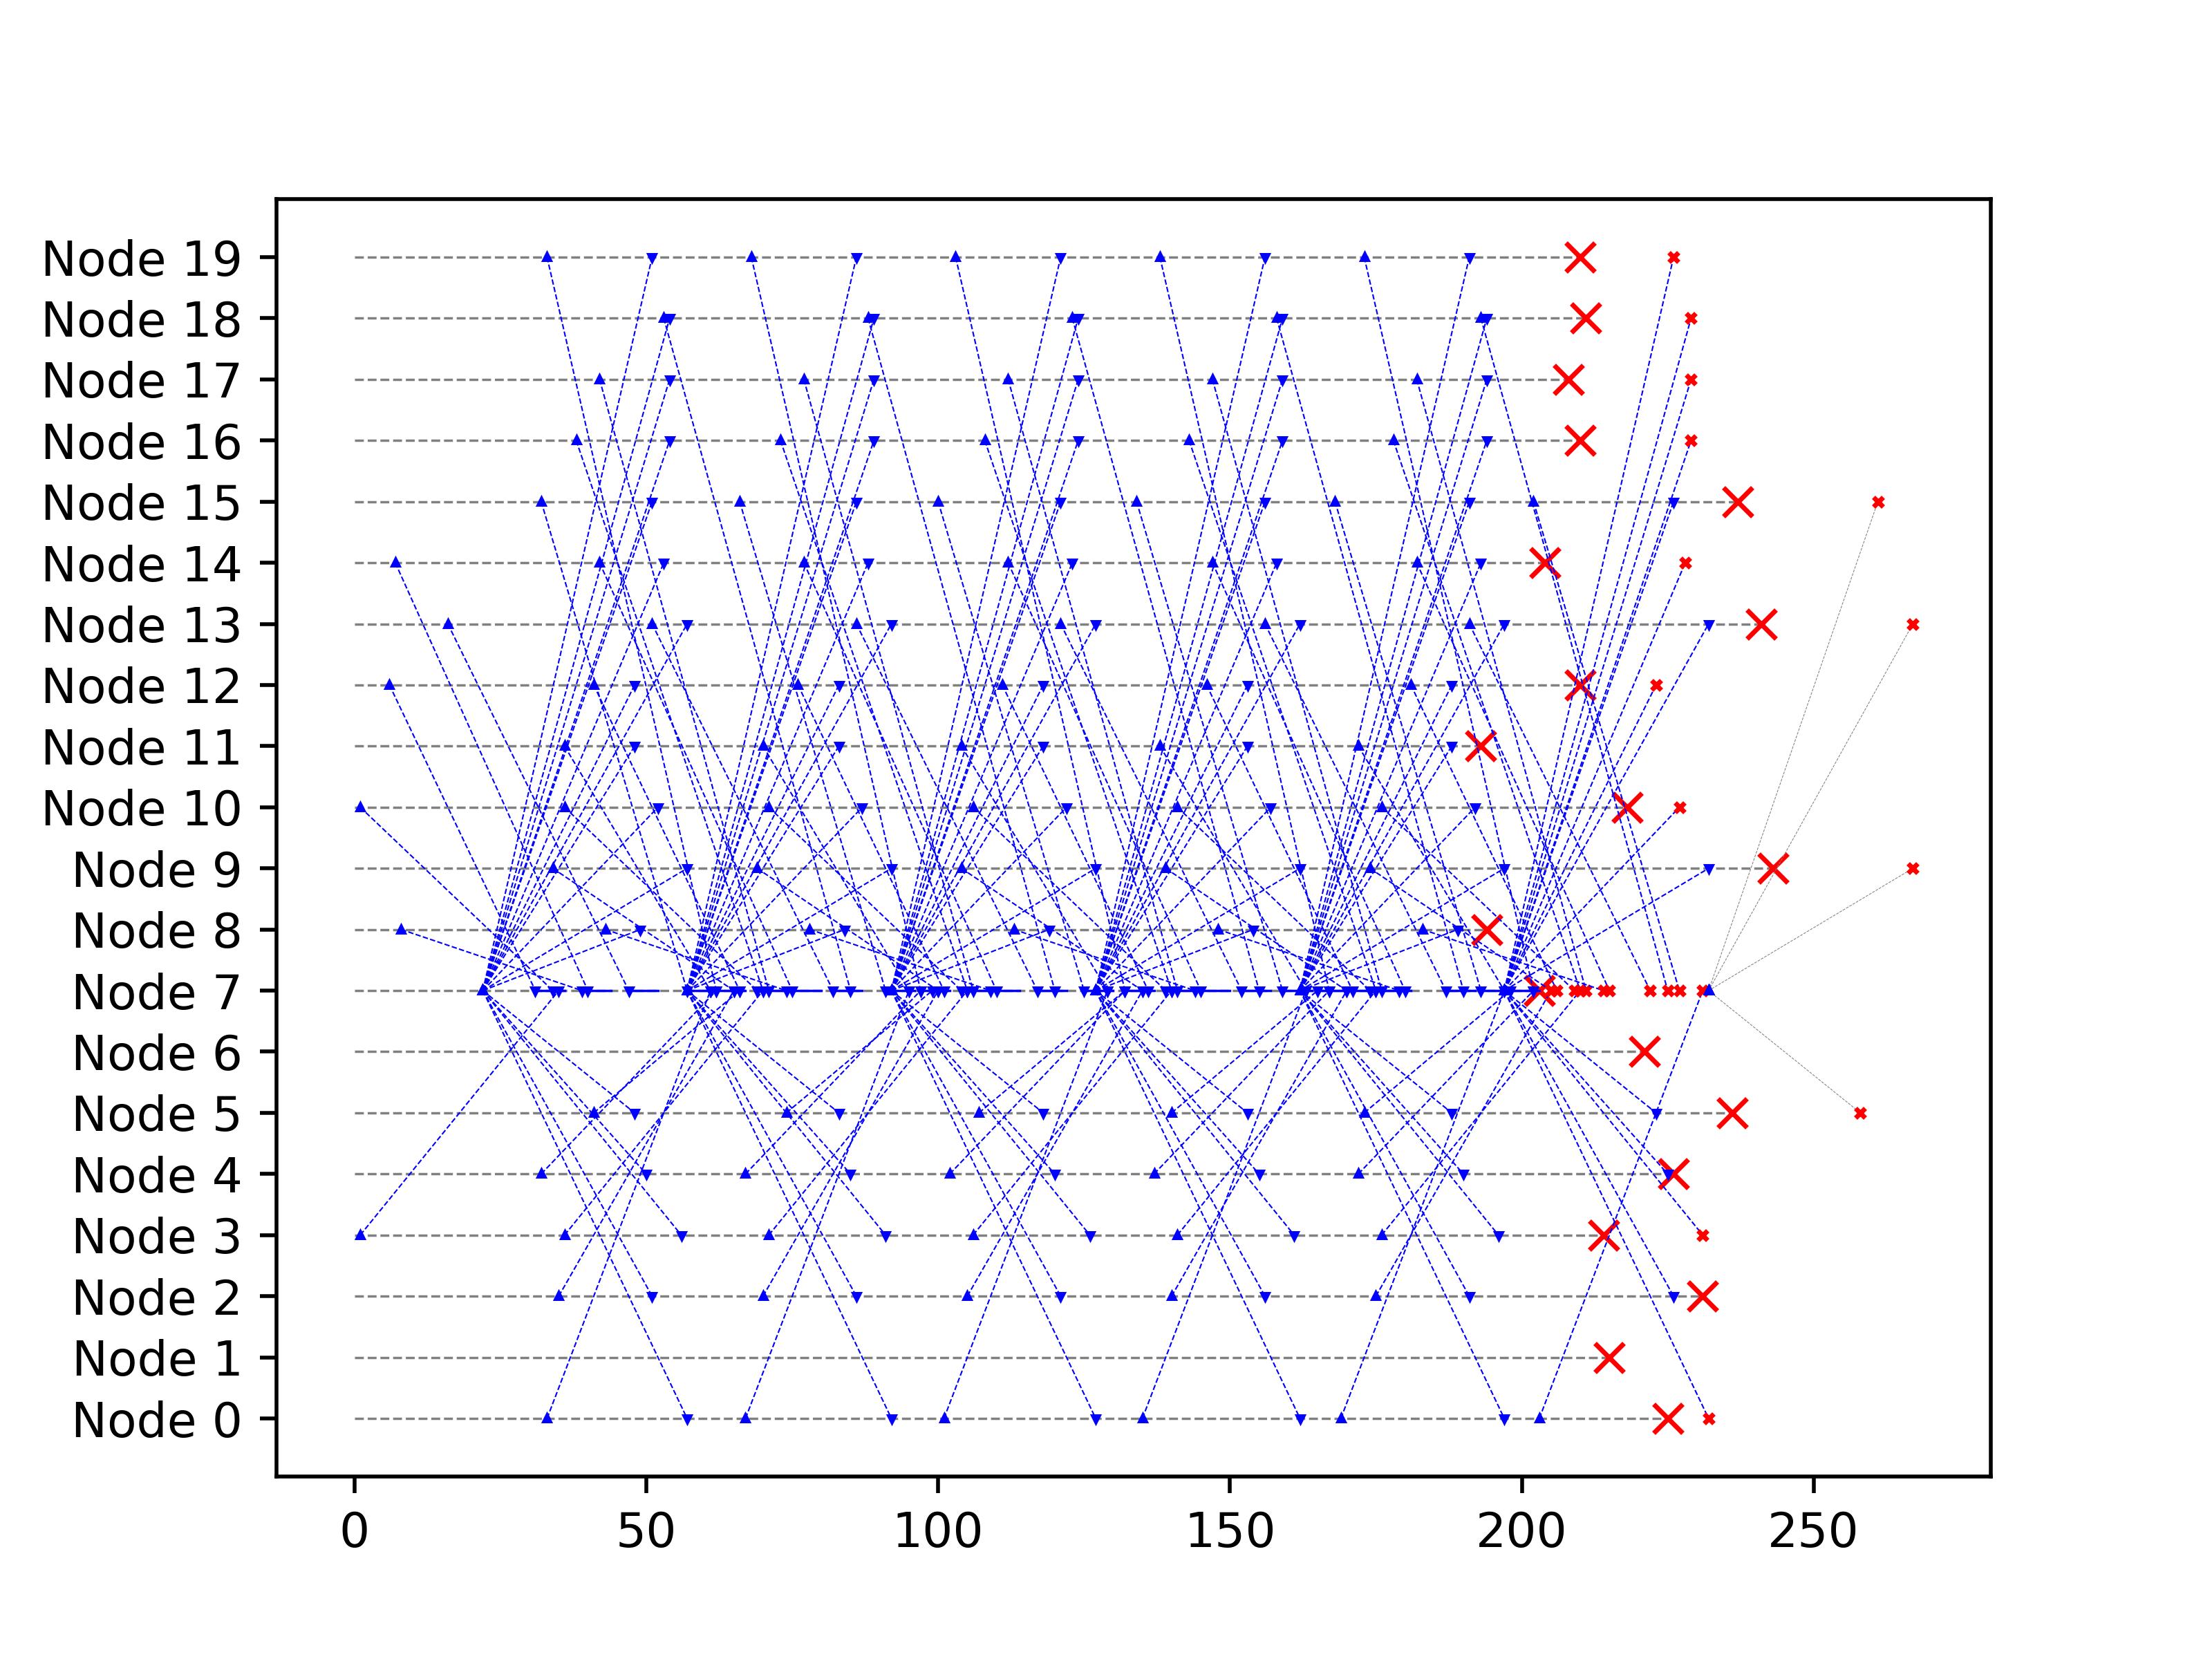 Node 19
Node 18
Node 17
Node 16
Node 15
Node 14
Node 13
Node 12
Node 11
Node 10
Node 9
Node 8
Node 7
Node 6
Node 5
Node 4
Node 3
Node 2
Node 1
Node 0
0 50 100 150 200 250